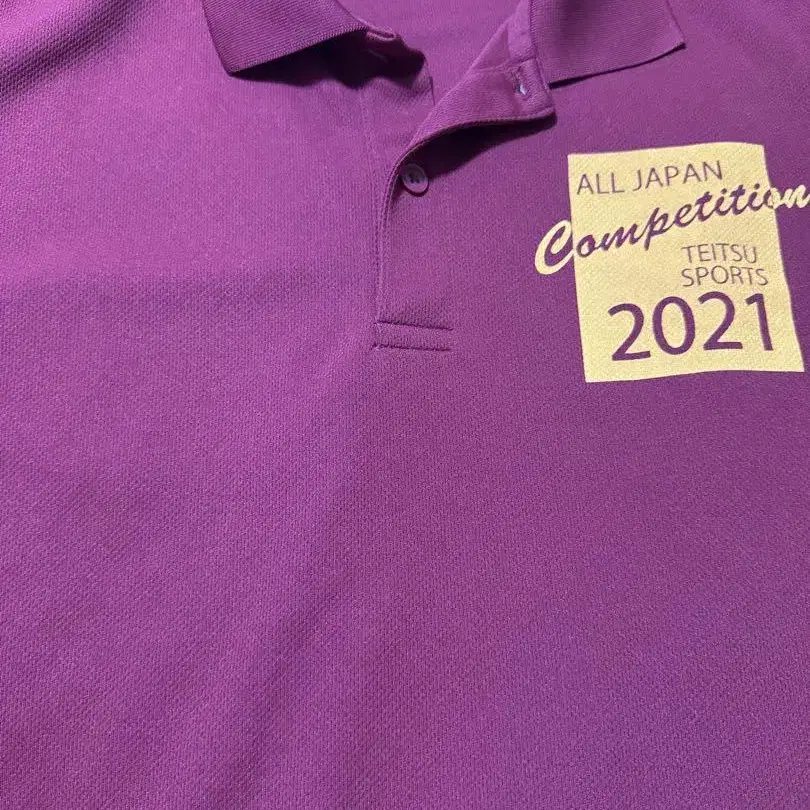 ALL JAPAN
Competition
TEITSU
SPORTS
2021